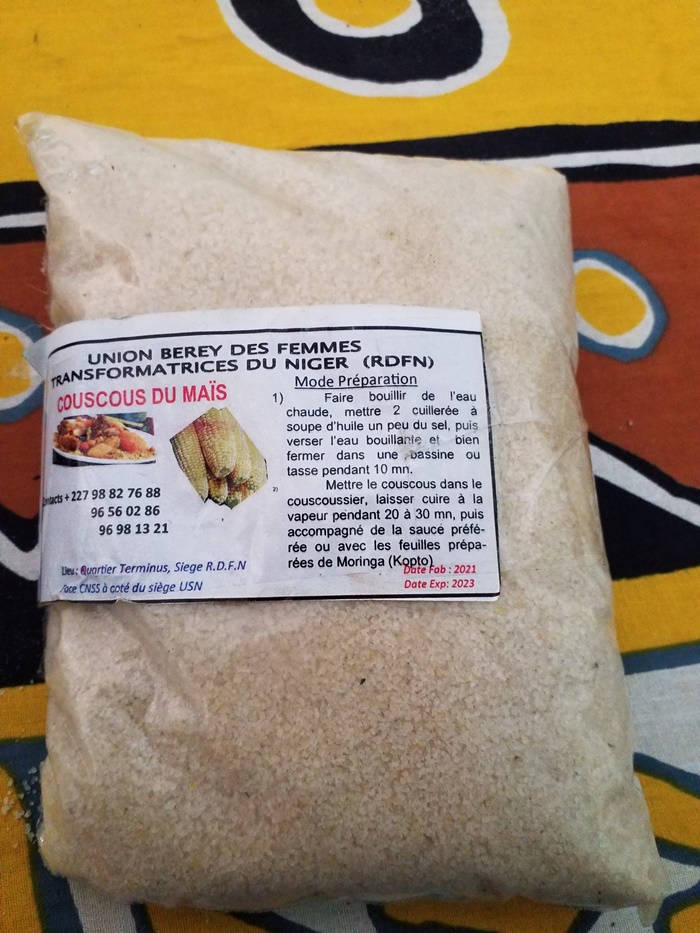 UNION BEREY DES FEMMES
TRANSFORMATRICES DU NIGER (RDFN)
COUSCOUS DU MAÏS
Contacts + 227 98 82 76 88
96 56 02 86
96 98 13 21
Lieu : Quartier Terminus, Siege R.D.F.N
face CNSS à coté du siège USN
Mode Préparation
1) Faire bouillir de l'eau
chaude, mettre 2 cuillerée à
soupe d'huile un peu du sel, puis
verser l'eau bouillante et bien
fermer dans une bassine ou
tasse pendant 10 mn.
2) Mettre le couscous dans le
couscoussier, laisser cuire à la
vapeur pendant 20 à 30 mn, puis
accompagné de la sauce préfé-
rée ou avec les feuilles prépa-
rées de Moringa (Kopto)
Date Fab : 2021
Date Exp: 2023